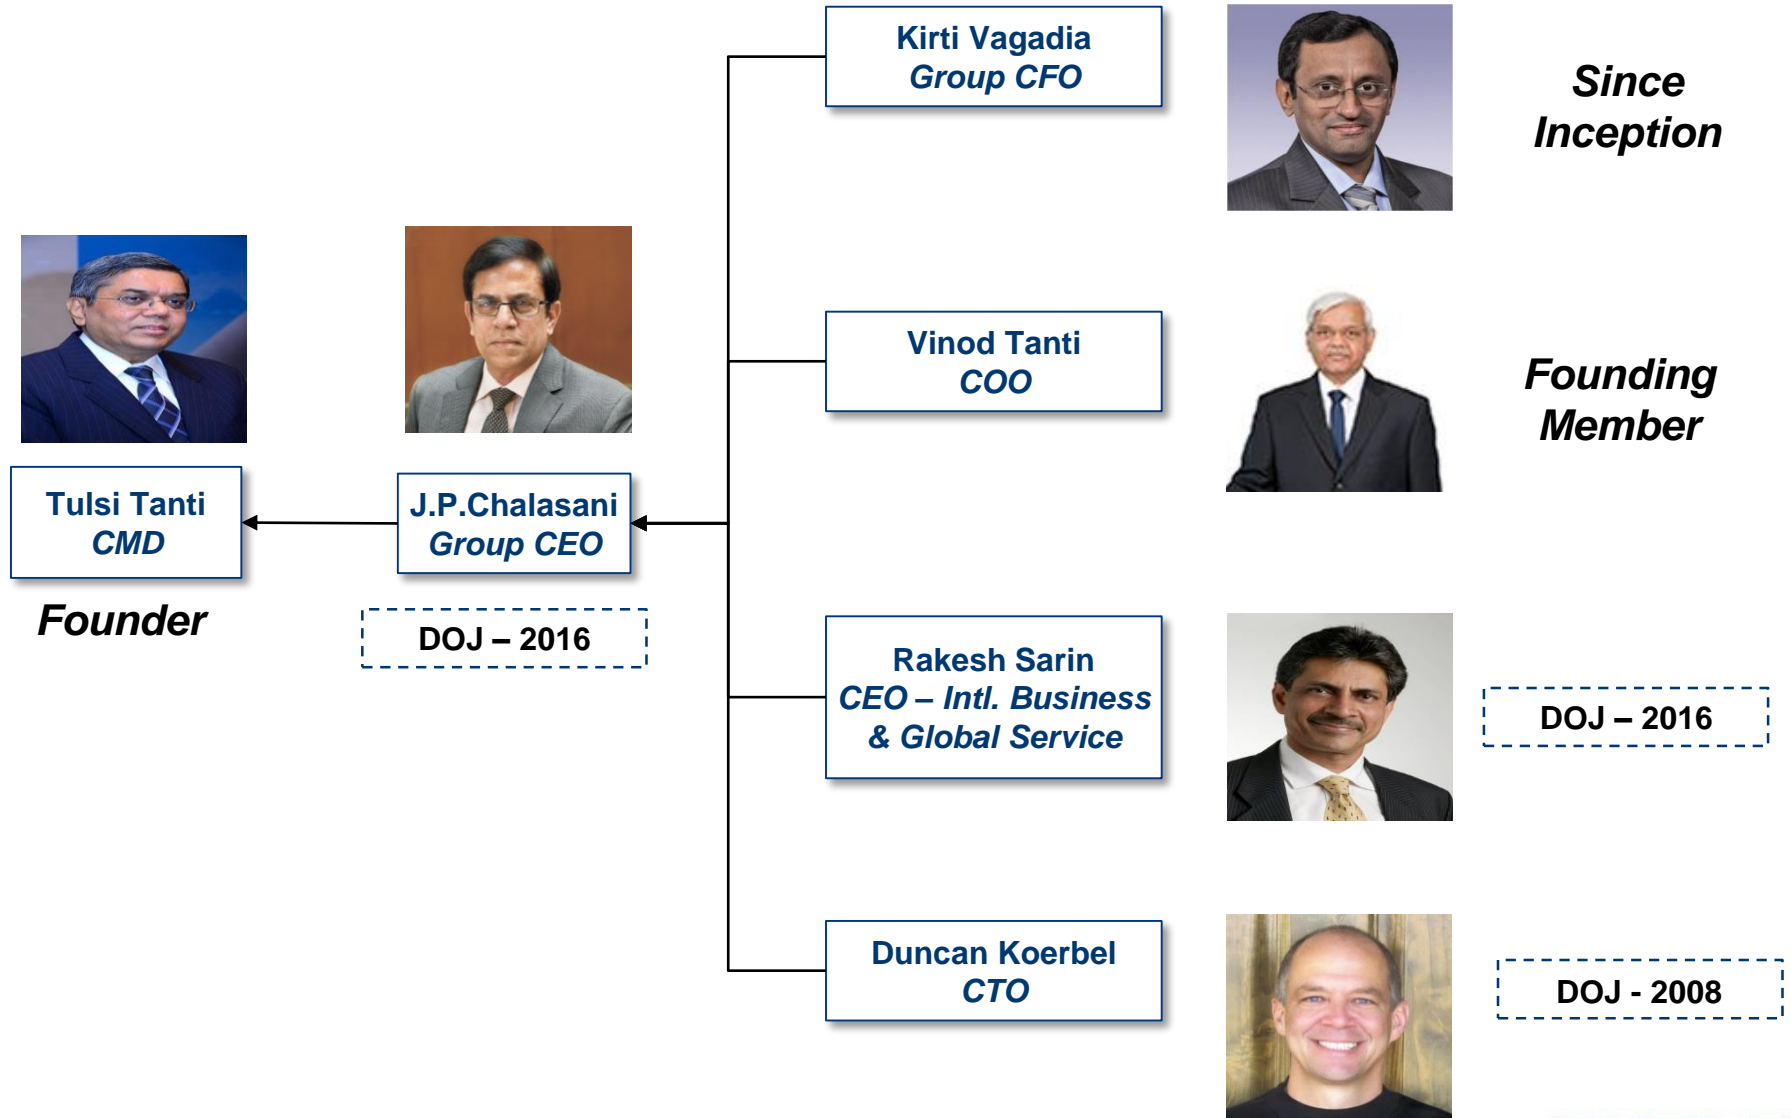 Kirti Vagadia
Group CFO
Since
Inception
Vinod Tanti
COO
Founding
Member
Tulsi Tanti
CMD
Founder
J.P.Chalasani
Group CEO
DOJ – 2016
Rakesh Sarin
CEO – Intl. Business
& Global Service
DOJ – 2016
Duncan Koerbel
CTO
DOJ - 2008